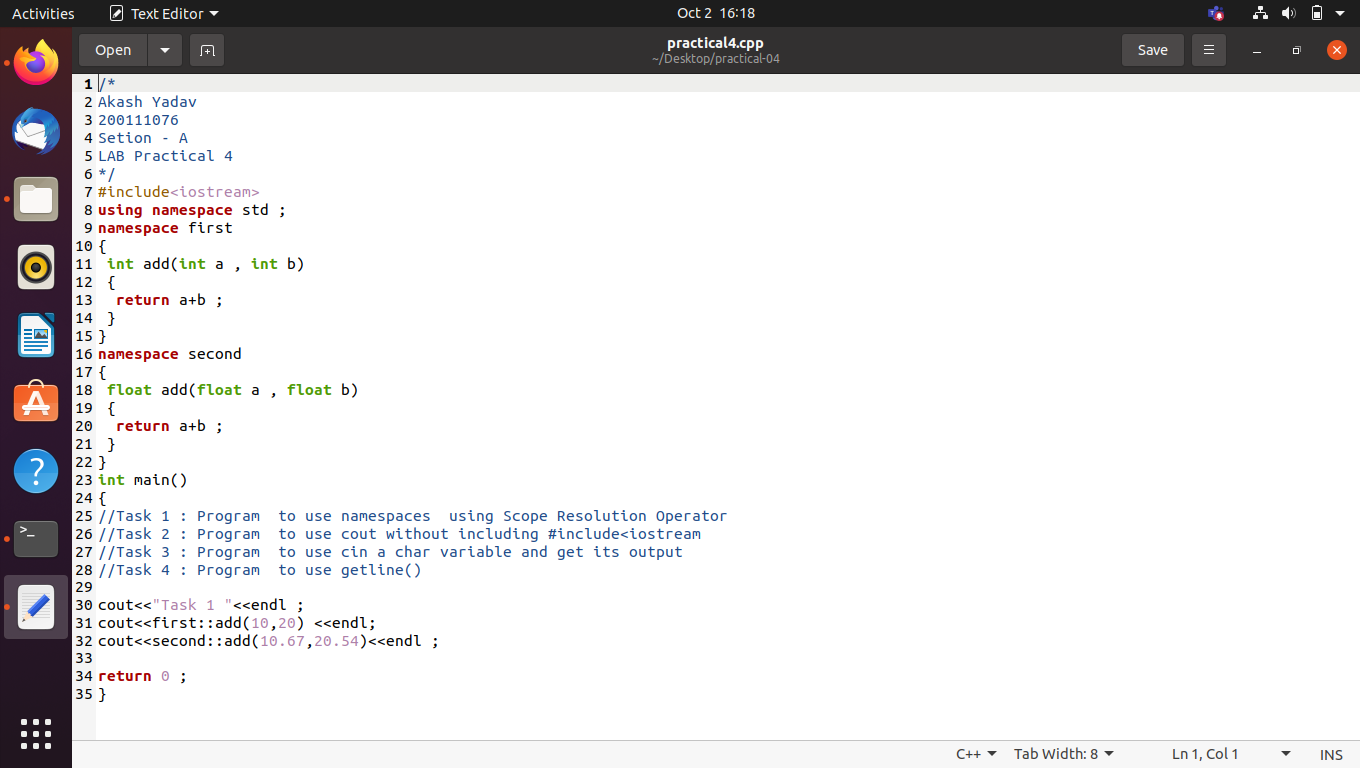 Activities Text Editor Oct 2 16:18
Open practical4.cpp Save
~/Desktop/practical-04
1 /*
2 Akash Yadav
3 200111076
4 Setion - A
5 LAB Practical 4
6 */
7 #include<iostream>
8 using namespace std ;
9 namespace first
10 {
11  int add(int a , int b)
12  {
13   return a+b ;
14  }
15 }
16 namespace second
17 {
18  float add(float a , float b)
19  {
20   return a+b ;
21  }
22 }
23 int main()
24 {
25 //Task 1 : Program  to use namespaces  using Scope Resolution Operator
26 //Task 2 : Program  to use cout without including #include<iostream
27 //Task 3 : Program  to use cin a char variable and get its output
28 //Task 4 : Program  to use getline()
29
30 cout<<"Task 1 "<<endl ;
31 cout<<first::add(10,20) <<endl;
32 cout<<second::add(10.67,20.54)<<endl ;
33
34 return 0 ;
35 }
C++ Tab Width: 8 Ln 1, Col 1 INS